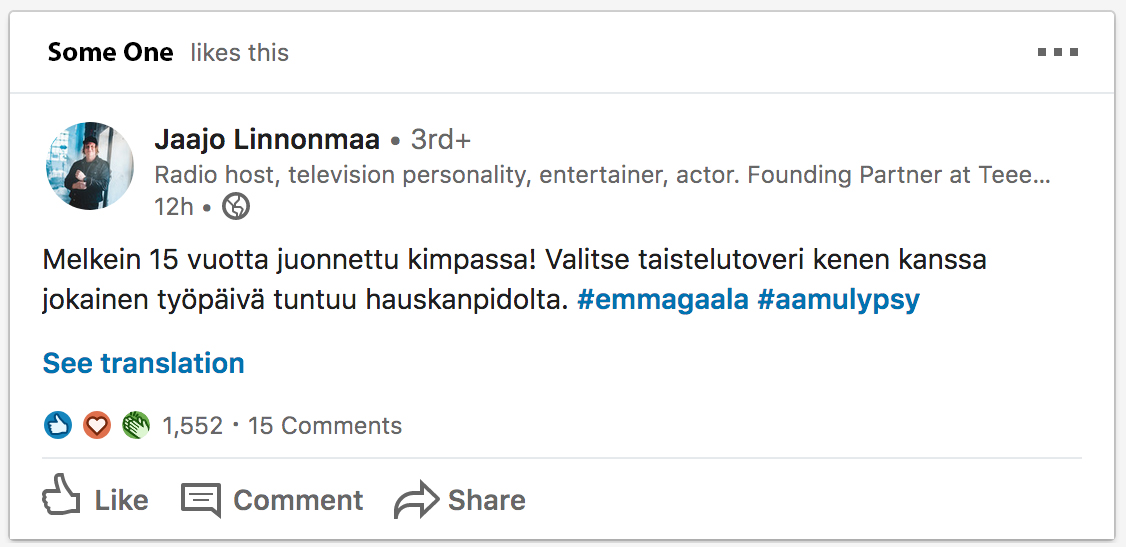 Some One likes this
Jaajo Linnonmaa • 3rd+
Radio host, television personality, entertainer, actor. Founding Partner at Teee...
12h •
Melkein 15 vuotta juonnettu kimpassa! Valitse taistelutoveri kenen kanssa
jokainen työpäivä tuntuu hauskanpidolta. #emmagaala #aamulypsy
See translation
1,552 · 15 Comments
Like Comment Share